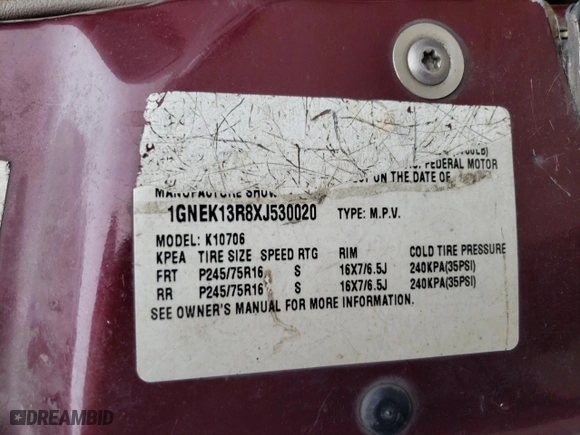 FEDERAL MOTOR
ON THE DATE OF
MANUFACTURE SHOW
1GNEK13R8XJ530020 TYPE: M.P.V.
MODEL: K10706
KPEA TIRE SIZE SPEED RTG RIM COLD TIRE PRESSURE
FRT P245/75R16 S 16X7/6.5J 240KPA(35PSI)
RR P245/75R16 S 16X7/6.5J 240KPA(35PSI)
SEE OWNER'S MANUAL FOR MORE INFORMATION.
DREAMBID